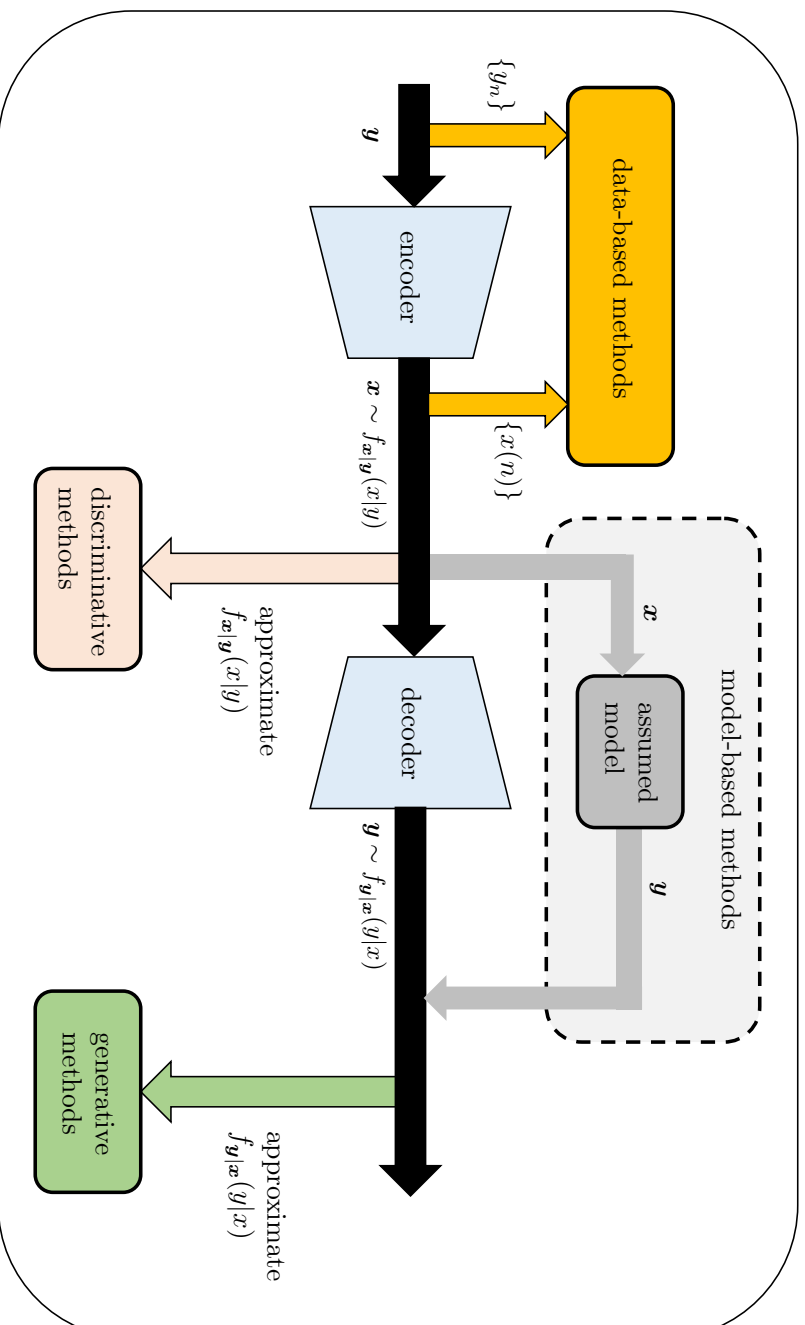 data-based methods
{yₙ}
{x(n)}
model-based methods
x
assumed
model
y
y
encoder
x ∼ f_{x|y}(x|y)
decoder
y ∼ f_{y|x}(y|x)
approximate
f_{x|y}(x|y)
approximate
f_{y|x}(y|x)
discriminative
methods
generative
methods